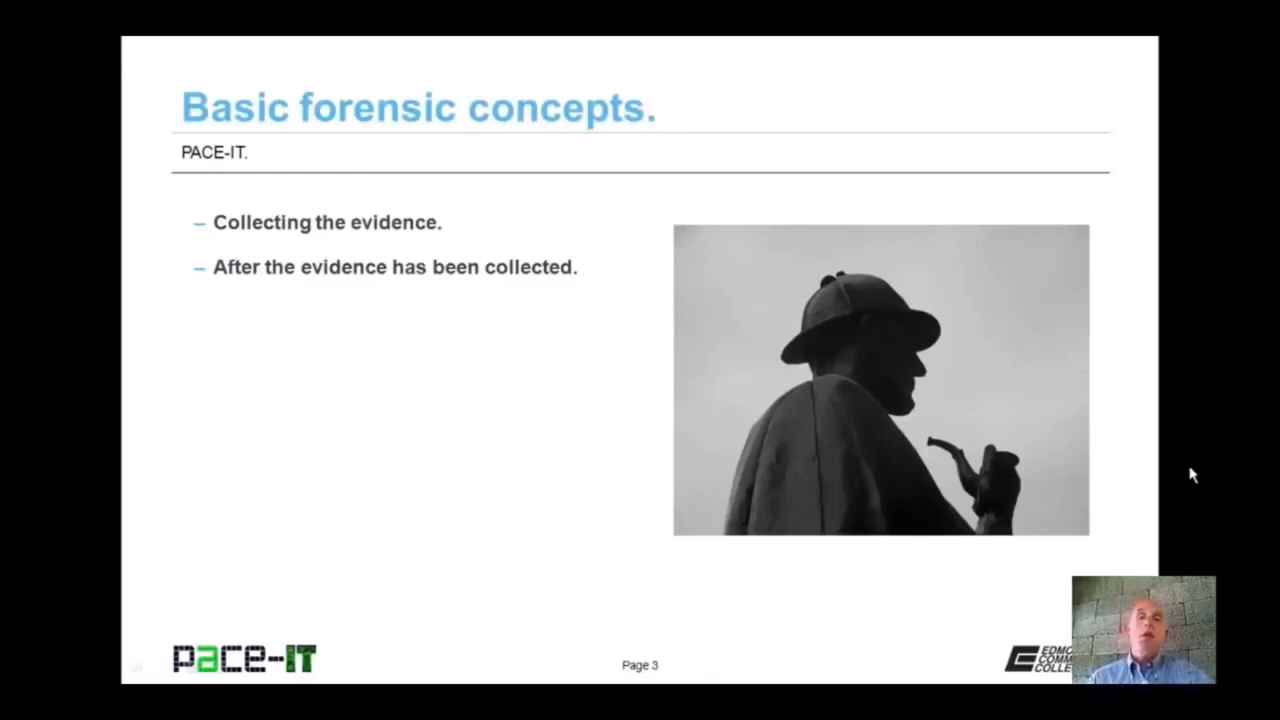 Basic forensic concepts.
PACE-IT.
– Collecting the evidence.
– After the evidence has been collected.
pace-IT
Page 3